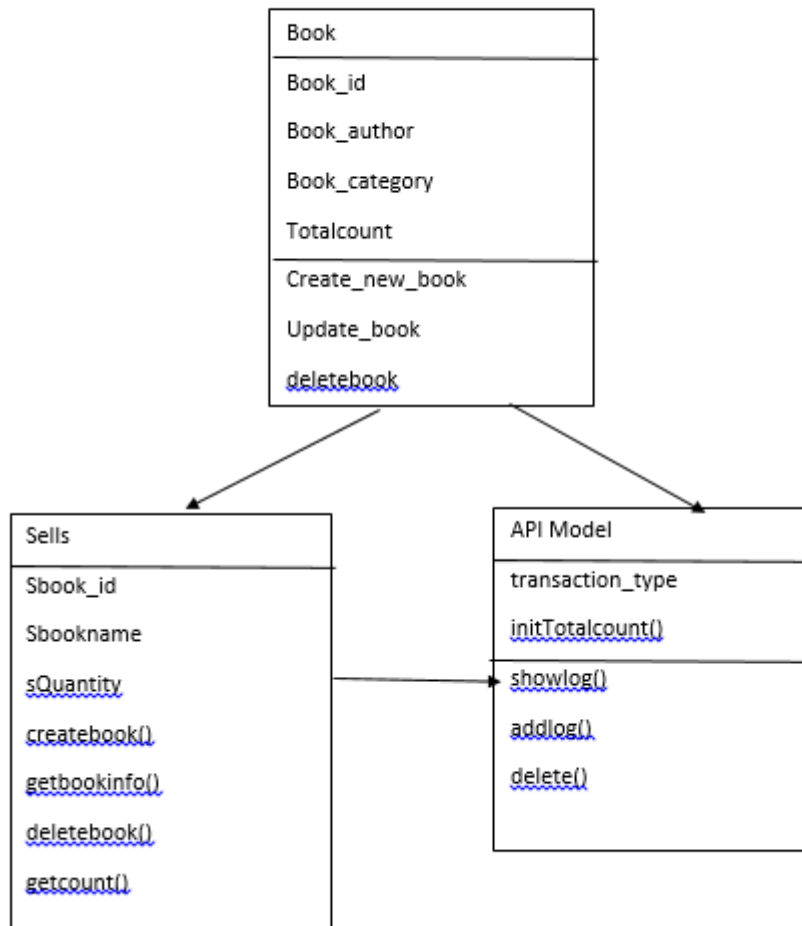 Book
Book_id
Book_author
Book_category
Totalcount
Create_new_book
Update_book
deletebook
Sells
Sbook_id
Sbookname
sQuantity
createbook()
getbookinfo()
deletebook()
getcount()
API Model
transaction_type
initTotalcount()
showlog()
addlog()
delete()